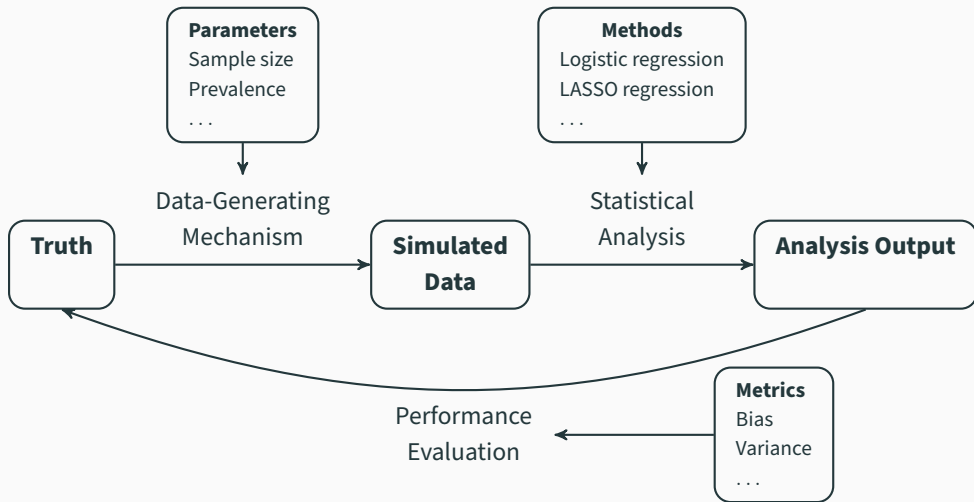 Parameters
Sample size
Prevalence
. . .
Methods
Logistic regression
LASSO regression
. . .
Data-Generating
Mechanism
Statistical
Analysis
Truth
Simulated
Data
Analysis Output
Performance
Evaluation
Metrics
Bias
Variance
. . .